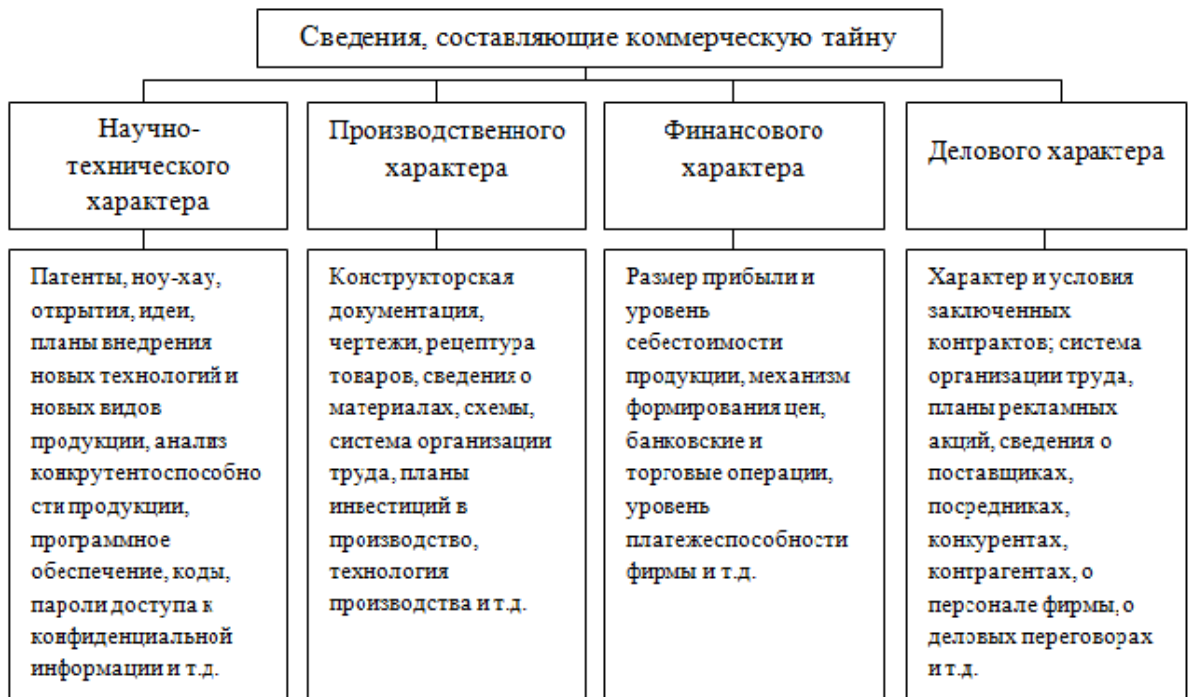 Сведения, составляющие коммерческую тайну
Научно-
технического
характера
Производственного
характера
Финансового
характера
Делового характера
Патенты, ноу-хау,
открытия, идеи,
планы внедрения
новых технологий и
новых видов
продукции, анализ
конкрутентоспособно
сти продукции,
программное
обеспечение, коды,
пароли доступа к
конфиденциальной
информации и т.д.
Конструкторская
документация,
чертежи, рецептура
товаров, сведения о
материалах, схемы,
система организации
труда, планы
инвестиций в
производство,
технология
производства и т.д.
Размер прибыли и
уровень
себестоимости
продукции, механизм
формирования цен,
банковские и
торговые операции,
уровень
платежеспособности
фирмы и т.д.
Характер и условия
заключенных
контрактов; система
организации труда,
планы рекламных
акций, сведения о
поставщиках,
посредниках,
конкурентах,
контрагентах, о
персонале фирмы, о
деловых переговорах
и т.д.